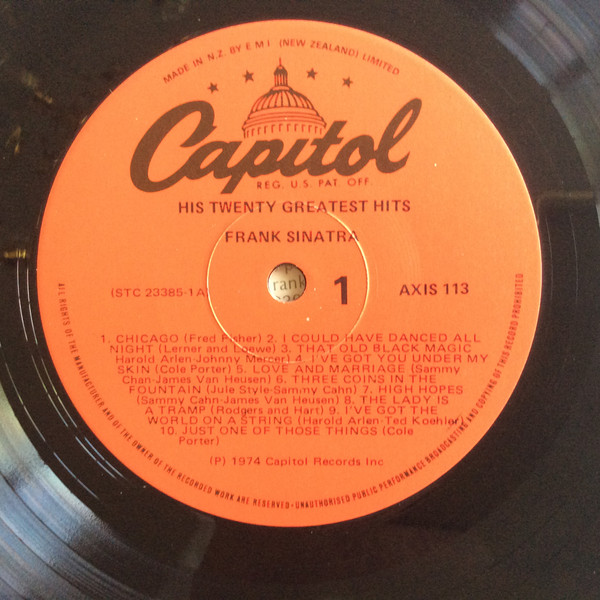 MADE IN N.Z. BY E M I (NEW ZEALAND) LIMITED
Capitol
REG. U.S. PAT. OFF.
HIS TWENTY GREATEST HITS
FRANK SINATRA
(STC 23385-1A)
rank
1
AXIS 113
1. CHICAGO (Fred Fisher) 2. I COULD HAVE DANCED ALL
NIGHT (Lerner and Loewe) 3. THAT OLD BLACK MAGIC
Harold Arlen-Johnny Mercer) 4. I'VE GOT YOU UNDER MY
SKIN (Cole Porter) 5. LOVE AND MARRIAGE (Sammy
Chan-James Van Heusen) 6. THREE COINS IN THE
FOUNTAIN (Jule Style-Sammy Cahn) 7. HIGH HOPES
(Sammy Cahn-James Van Heusen) 8. THE LADY IS
A TRAMP (Rodgers and Hart) 9. I'VE GOT THE
WORLD ON A STRING (Harold Arlen-Ted Koehler)
10. JUST ONE OF THOSE THINGS (Cole
Porter)
(P) 1974 Capitol Records Inc
ALL RIGHTS OF THE MANUFACTURER AND OF THE OWNER OF THE RECORDED WORK ARE RESERVED-UNAUTHORISED PUBLIC PERFORMANCE BROADCASTING AND COPYING OF THIS RECORD PROHIBITED